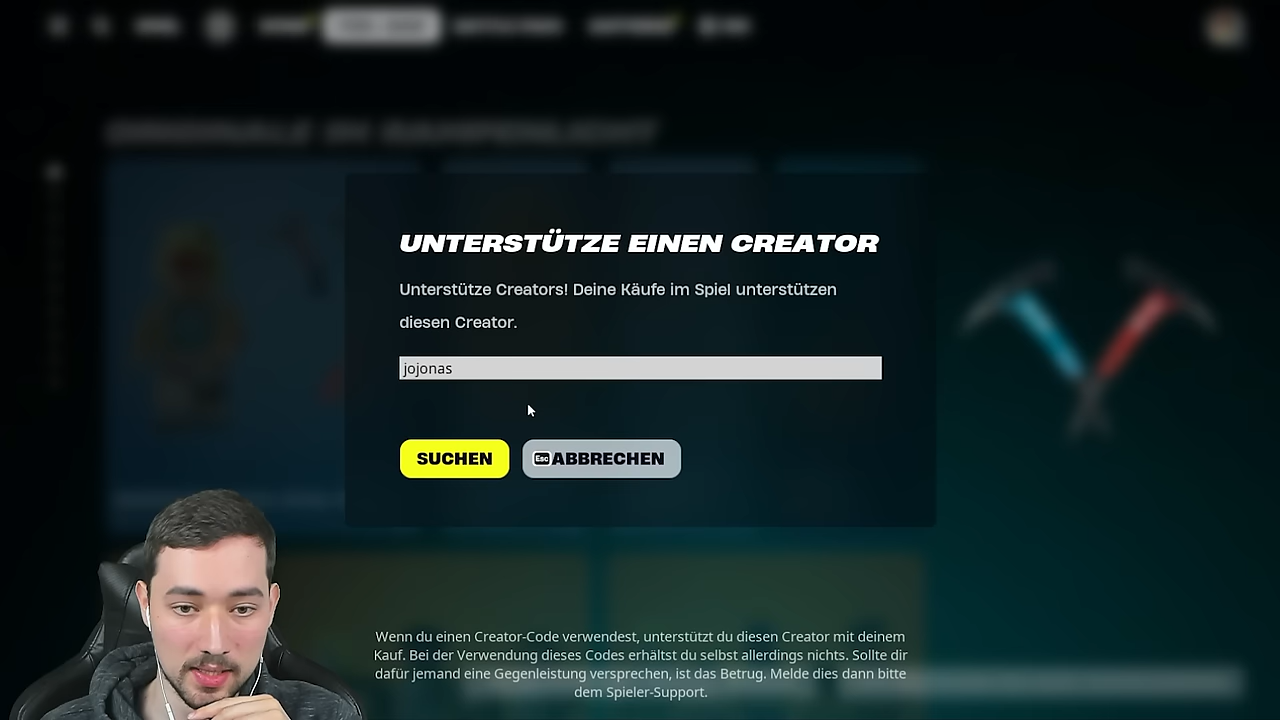 UNTERSTÜTZE EINEN CREATOR
Unterstütze Creators! Deine Käufe im Spiel unterstützen
diesen Creator.
jojonas
SUCHEN
Esc ABBRECHEN
Wenn du einen Creator-Code verwendest, unterstützt du diesen Creator mit deinem
Kauf. Bei der Verwendung dieses Codes erhältst du selbst allerdings nichts. Sollte dir
dafür jemand eine Gegenleistung versprechen, ist das Betrug. Melde dies dann bitte
dem Spieler-Support.